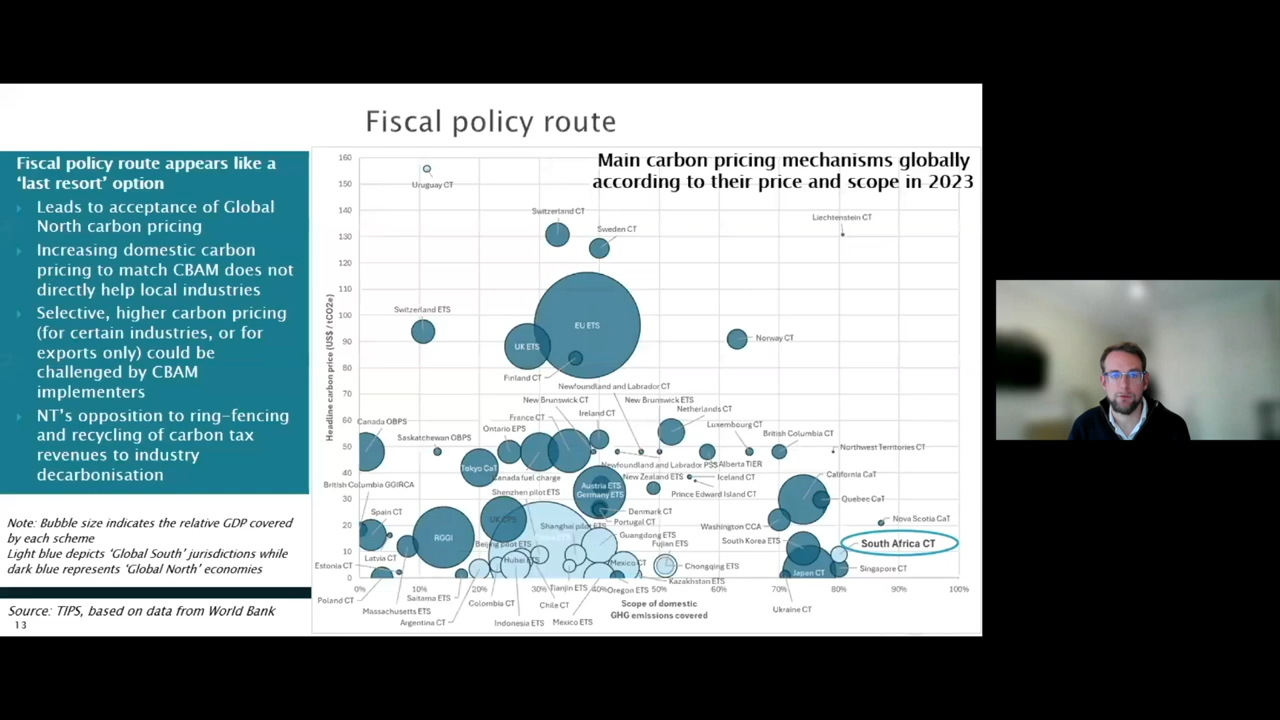 Fiscal policy route
Fiscal policy route appears like a
‘last resort’ option
Leads to acceptance of Global
North carbon pricing
Increasing domestic carbon
pricing to match CBAM does not
directly help local industries
Selective, higher carbon pricing
(for certain industries, or for
exports only) could be
challenged by CBAM
implementers
NT’s opposition to ring-fencing
and recycling of carbon tax
revenues to industry
decarbonisation
Note: Bubble size indicates the relative GDP covered
by each scheme
Light blue depicts ‘Global South’ jurisdictions while
dark blue represents ‘Global North’ economies
Source: TIPS, based on data from World Bank
13
Main carbon pricing mechanisms globally
according to their price and scope in 2023
Headline carbon price (US$ / tCO2e)
160
150
140
130
120
110
100
90
80
70
60
50
40
30
20
10
0
Uruguay CT
Switzerland CT
Sweden CT
Liechtenstein CT
Switzerland ETS
EU ETS
UK ETS
Norway CT
Finland CT
Newfoundland and Labrador CT
New Brunswick CT
New Brunswick ETS
Netherlands CT
Ireland CT
France CT
Canada OBPS
Ontario EPS
Luxembourg CT
Saskatchewan OBPS
British Columbia CT
Northwest Territories CT
Tokyo CaT
Canada fuel charge
Newfoundland and Labrador PSS
Alberta TIER
New Zealand ETS
Iceland CT
California CaT
British Columbia GGIRCA
Austria ETS
Germany ETS
Shenzhen pilot ETS
Prince Edward Island CT
Quebec CaT
Spain CT
Denmark CT
UK CPS
Portugal CT
Shanghai pilot ETS
Washington CCA
Nova Scotia CaT
RGGI
Guangdong ETS
Beijing pilot ETS
Fujian ETS
South Korea ETS
South Africa CT
Latvia CT
Hubei ETS
Estonia CT
Chongqing ETS
Japan CT
Singapore CT
Kazakhstan ETS
0%
10%
20%
30%
40%
50%
60%
70%
80%
90%
100%
Poland CT
Saitama ETS
Tianjin ETS
Oregon ETS
Massachusetts ETS
Colombia CT
Chile CT
Ukraine CT
Argentina CT
Indonesia ETS
Mexico ETS
Scope of domestic
GHG emissions covered